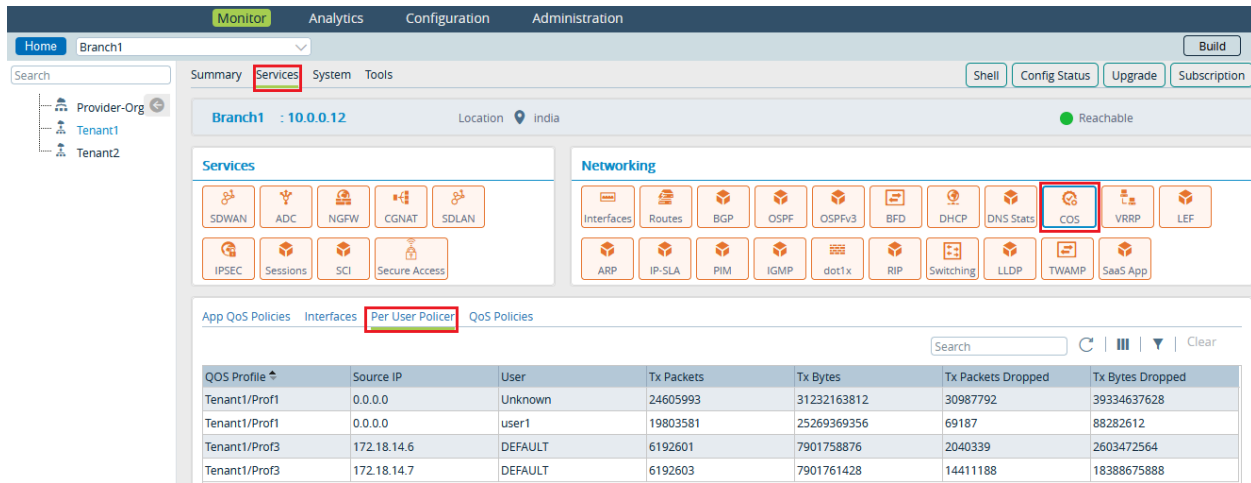 Monitor Analytics Configuration Administration
Home Branch1 Build
Search Summary Services System Tools Shell Config Status Upgrade Subscription
Provider-Org
Tenant1
Tenant2
Branch1 : 10.0.0.12 Location india Reachable
Services
SDWAN ADC NGFW CGNAT SDLAN
IPSEC Sessions SCI Secure Access
Networking
Interfaces Routes BGP OSPF OSPFv3 BFD DHCP DNS Stats COS VRRP LEF
ARP IP-SLA PIM IGMP dot1x RIP Switching LLDP TWAMP SaaS App
App QoS Policies Interfaces Per User Policer QoS Policies
Search Clear
QOS Profile Source IP User Tx Packets Tx Bytes Tx Packets Dropped Tx Bytes Dropped
Tenant1/Prof1 0.0.0.0 Unknown 24605993 31232163812 30987792 39334637628
Tenant1/Prof1 0.0.0.0 user1 19803581 25269369356 69187 88282612
Tenant1/Prof3 172.18.14.6 DEFAULT 6192601 7901758876 2040339 2603472564
Tenant1/Prof3 172.18.14.7 DEFAULT 6192603 7901761428 14411188 18388675888